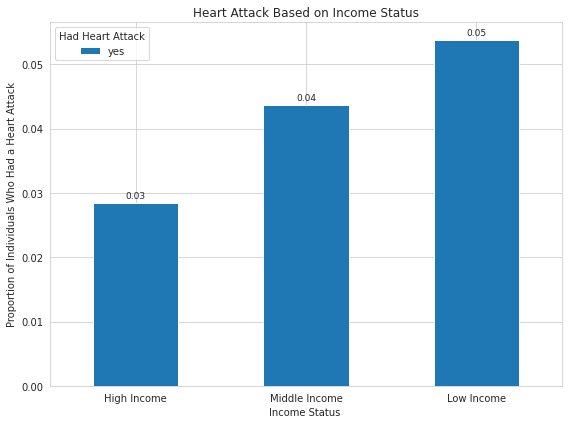 Heart Attack Based on Income Status
Had Heart Attack
yes
Proportion of Individuals Who Had a Heart Attack
0.05
0.04
0.03
0.02
0.01
0.00
0.03
0.04
0.05
High Income
Middle Income
Low Income
Income Status